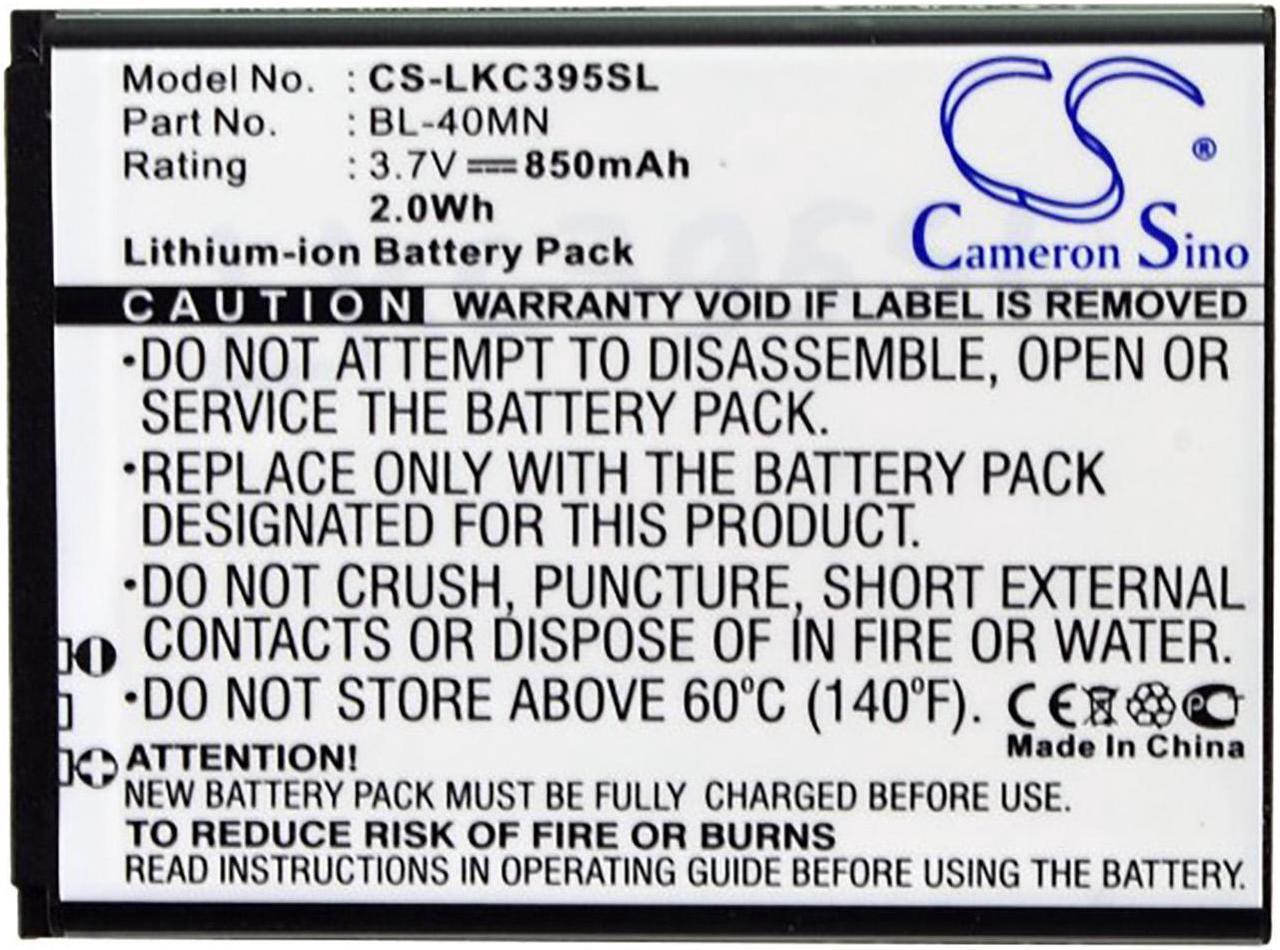 Model No. : CS-LKC395SL
Part No. : BL-40MN
Rating : 3.7V 850mAh
2.0Wh
Lithium-ion Battery Pack
CS ®
Cameron Sino
CAUTION WARRANTY VOID IF LABEL IS REMOVED
·DO NOT ATTEMPT TO DISASSEMBLE, OPEN OR
SERVICE THE BATTERY PACK.
·REPLACE ONLY WITH THE BATTERY PACK
DESIGNATED FOR THIS PRODUCT.
·DO NOT CRUSH, PUNCTURE, SHORT EXTERNAL
CONTACTS OR DISPOSE OF IN FIRE OR WATER.
·DO NOT STORE ABOVE 60ºC (140ºF). CE PC
Made In China
ATTENTION!
NEW BATTERY PACK MUST BE FULLY CHARGED BEFORE USE.
TO REDUCE RISK OF FIRE OR BURNS
READ INSTRUCTIONS IN OPERATING GUIDE BEFORE USING THE BATTERY.